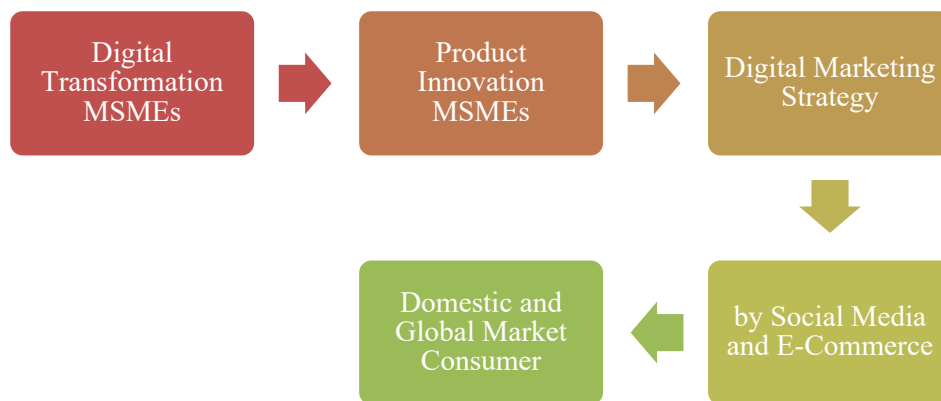 Digital
Transformation
MSMEs
Product
Innovation
MSMEs
Digital Marketing
Strategy
by Social Media
and E-Commerce
Domestic and
Global Market
Consumer